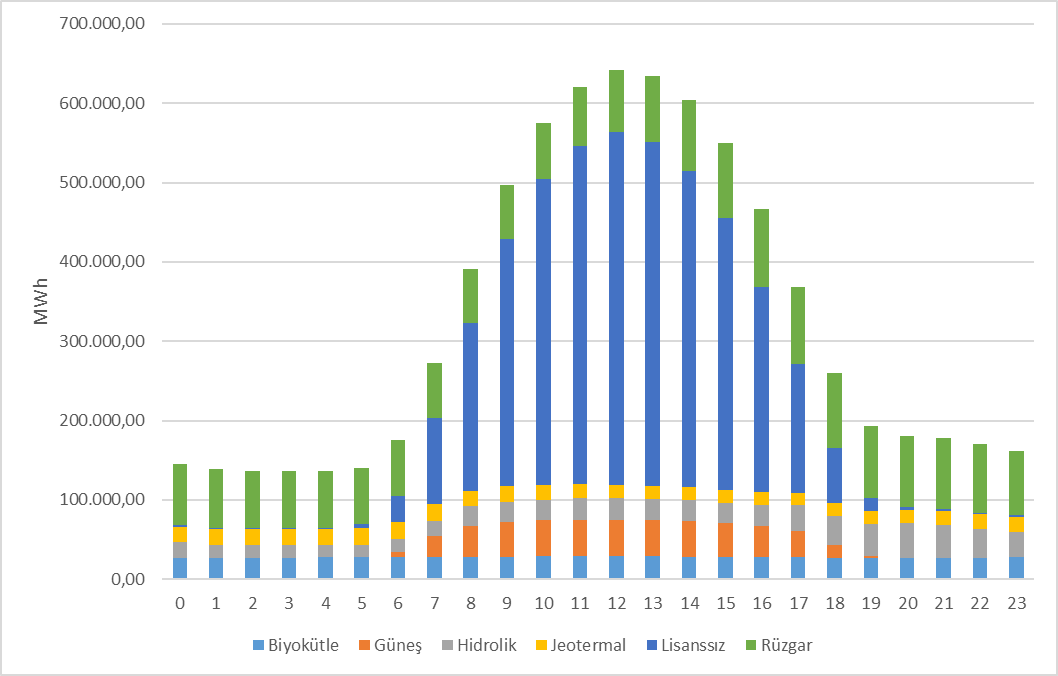 700.000,00
600.000,00
500.000,00
400.000,00
300.000,00
200.000,00
100.000,00
0,00
MWh
0 1 2 3 4 5 6 7 8 9 10 11 12 13 14 15 16 17 18 19 20 21 22 23
Biyokütle Güneş Hidrolik Jeotermal Lisanssız Rüzgar